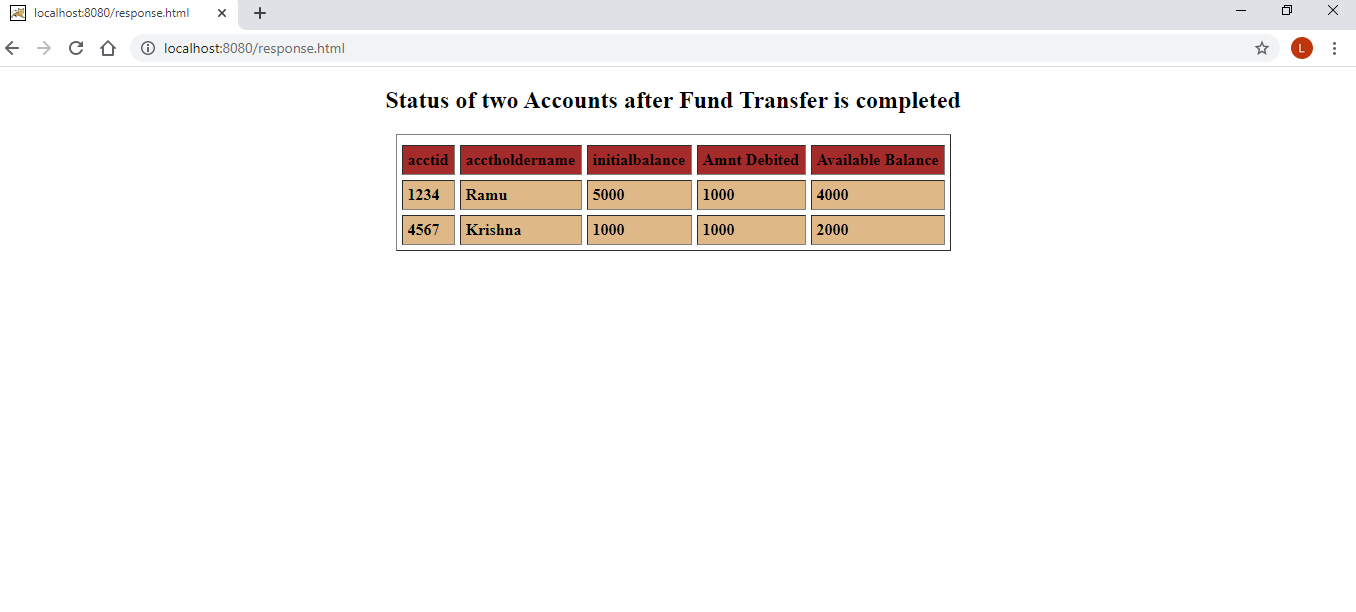 localhost:8080/response.html
localhost:8080/response.html
L
Status of two Accounts after Fund Transfer is completed
acctid acctholdername initialbalance Amnt Debited Available Balance
1234 Ramu 5000 1000 4000
4567 Krishna 1000 1000 2000